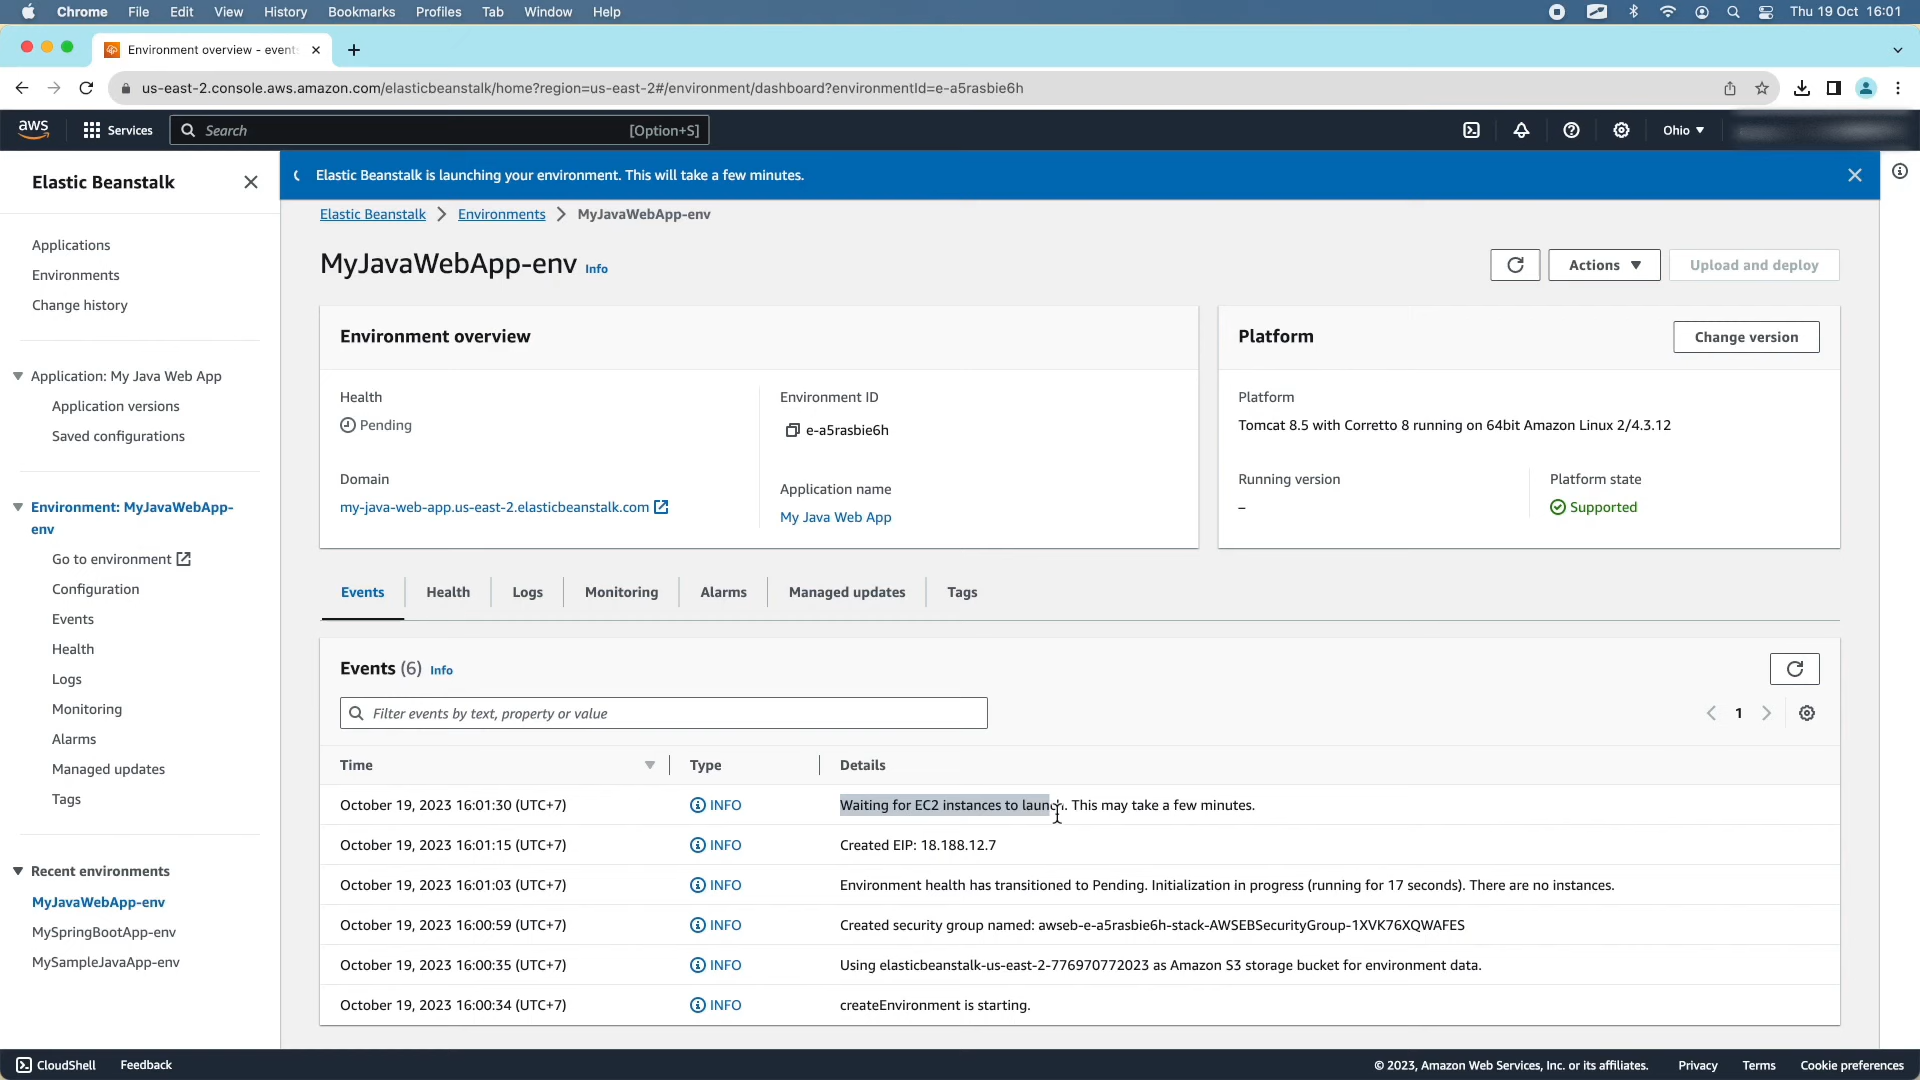 Chrome File Edit View History Bookmarks Profiles Tab Window Help Thu 19 Oct 16:01
Environment overview - event
us-east-2.console.aws.amazon.com/elasticbeanstalk/home?region=us-east-2#/environment/dashboard?environmentId=e-a5rasbie6h
aws Services Search [Option+S] Ohio
Elastic Beanstalk
Applications
Environments
Change history
Application: My Java Web App
Application versions
Saved configurations
Environment: MyJavaWebApp-
env
Go to environment
Configuration
Events
Health
Logs
Monitoring
Alarms
Managed updates
Tags
Recent environments
MyJavaWebApp-env
MySpringBootApp-env
MySampleJavaApp-env
Elastic Beanstalk is launching your environment. This will take a few minutes.
Elastic Beanstalk Environments MyJavaWebApp-env
MyJavaWebApp-env Info
Actions Upload and deploy
Environment overview
Health
Pending
Domain
my-java-web-app.us-east-2.elasticbeanstalk.com
Environment ID
e-a5rasbie6h
Application name
My Java Web App
Platform Change version
Platform
Tomcat 8.5 with Corretto 8 running on 64bit Amazon Linux 2/4.3.12
Running version
–
Platform state
Supported
Events Health Logs Monitoring Alarms Managed updates Tags
Events (6) Info
Filter events by text, property or value
1
Time Type Details
October 19, 2023 16:01:30 (UTC+7) INFO Waiting for EC2 instances to launch. This may take a few minutes.
October 19, 2023 16:01:15 (UTC+7) INFO Created EIP: 18.188.12.7
October 19, 2023 16:01:03 (UTC+7) INFO Environment health has transitioned to Pending. Initialization in progress (running for 17 seconds). There are no instances.
October 19, 2023 16:00:59 (UTC+7) INFO Created security group named: awseb-e-a5rasbie6h-stack-AWSEBSecurityGroup-1XVK76XQWAFES
October 19, 2023 16:00:35 (UTC+7) INFO Using elasticbeanstalk-us-east-2-776970772023 as Amazon S3 storage bucket for environment data.
October 19, 2023 16:00:34 (UTC+7) INFO createEnvironment is starting.
CloudShell Feedback © 2023, Amazon Web Services, Inc. or its affiliates. Privacy Terms Cookie preferences